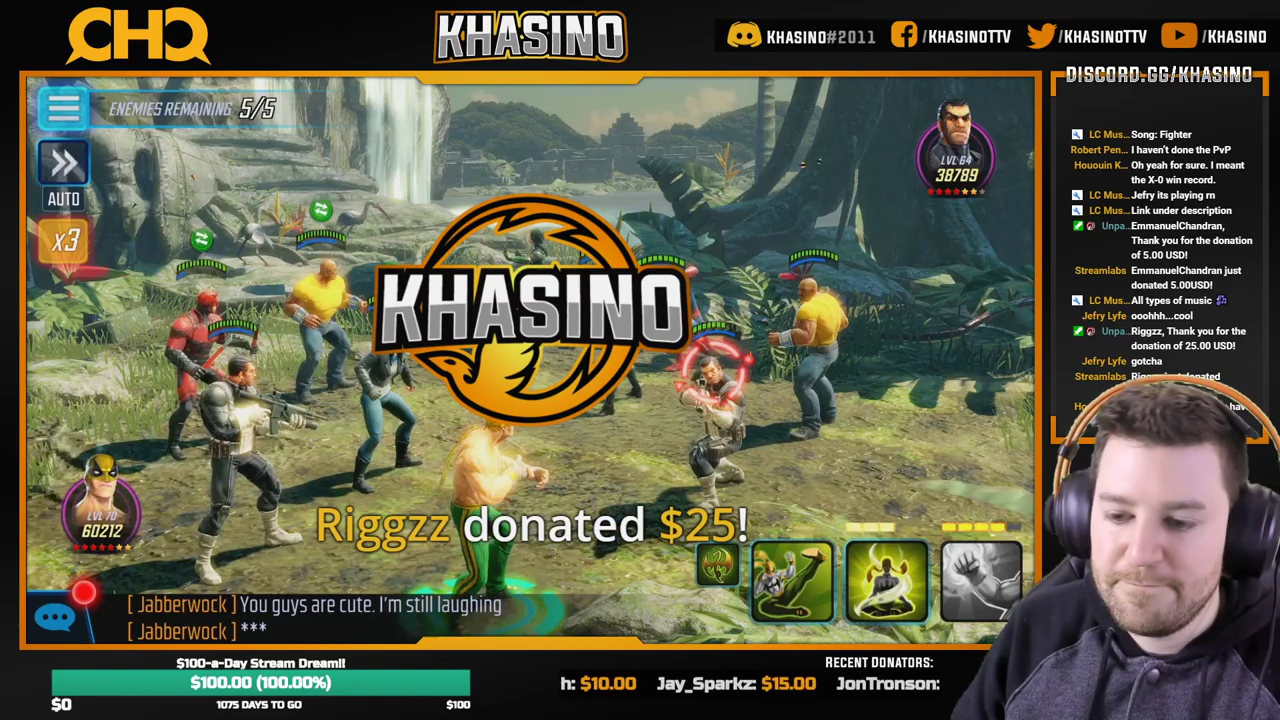 CHQ
KHASINO
KHASINO#2011
/KHASINOTTV
/KHASINOTTV
/KHASINO
DISCORD.GG/KHASINO
ENEMIES REMAINING 5/5
AUTO
x3
LVL 64
38789
LC Mus... Song: Fighter
Robert Pen... I haven't done the PvP
Hououin K... Oh yeah for sure. I meant
the X-0 win record.
LC Mus... Jefry its playing rn
LC Mus... Link under description
Unpa... EmmanuelChandran,
Thank you for the donation
of 5.00 USD!
Streamlabs EmmanuelChandran just
donated 5.00USD!
LC Mus... All types of music
Jefry Lyfe ooohhh...cool
Unpa... Riggzz, Thank you for the
donation of 25.00 USD!
Jefry Lyfe gotcha
Streamlabs
KHASINO
LVL 70
60212
Riggzz donated $25!
[ Jabberwock ] You guys are cute. I'm still laughing
[ Jabberwock ] ***
$100-a-Day Stream Dream!!
$100.00 (100.00%)
$0
1075 DAYS TO GO
$100
RECENT DONATORS:
h: $10.00 Jay_Sparkz: $15.00 JonTronson: